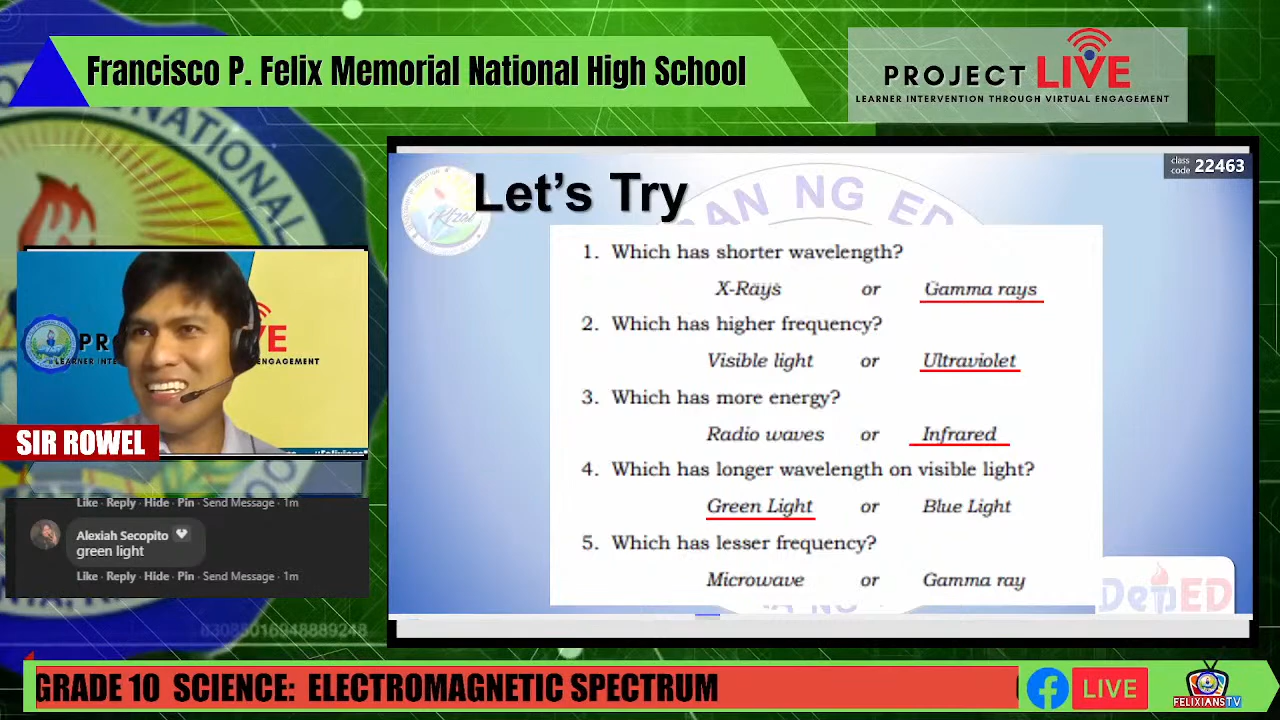 Francisco P. Felix Memorial National High School
PROJECT LIVE
LEARNER INTERVENTION THROUGH VIRTUAL ENGAGEMENT
class code 22463
Let's Try
1. Which has shorter wavelength?
X-Rays or Gamma rays
2. Which has higher frequency?
Visible light or Ultraviolet
3. Which has more energy?
Radio waves or Infrared
4. Which has longer wavelength on visible light?
Green Light or Blue Light
5. Which has lesser frequency?
Microwave or Gamma ray
DepED
NATIONAL
SIR ROWEL
Like · Reply · Hide · Pin · Send Message · 1m
Alexiah Secopito
green light
Like · Reply · Hide · Pin · Send Message · 1m
63088016948889248
GRADE 10 SCIENCE: ELECTROMAGNETIC SPECTRUM
LIVE
FELIXIANS TV